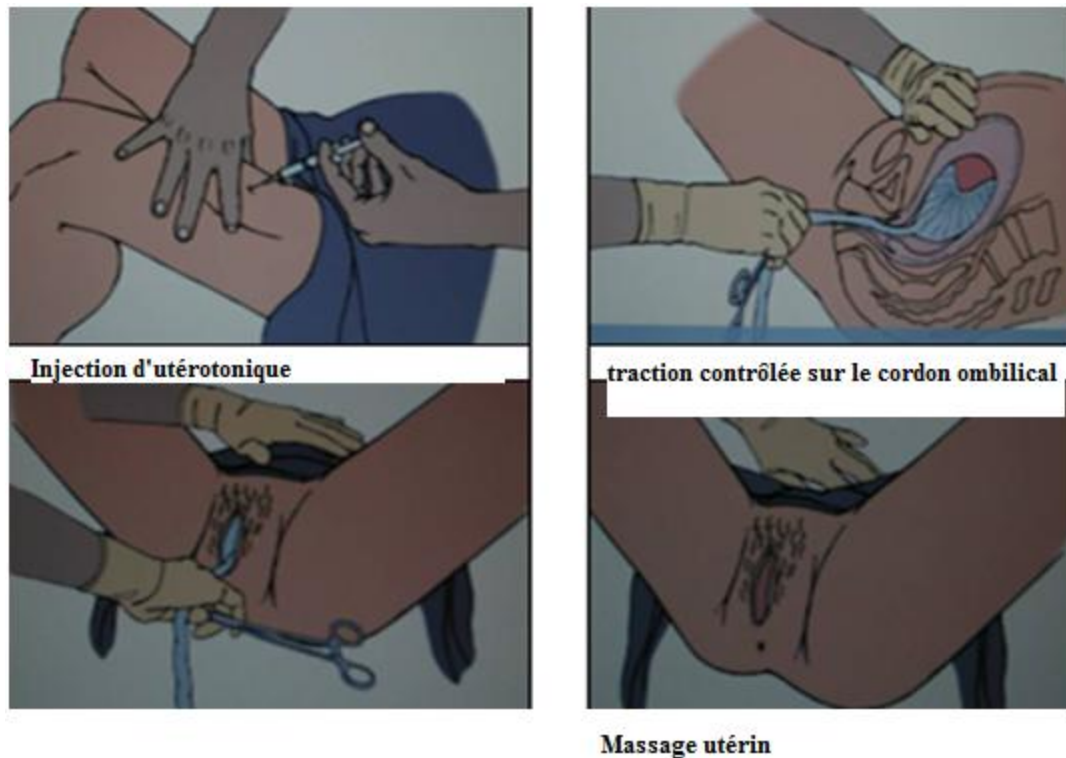 Injection d'utérotonique
traction contrôlée sur le cordon ombilical
Massage utérin